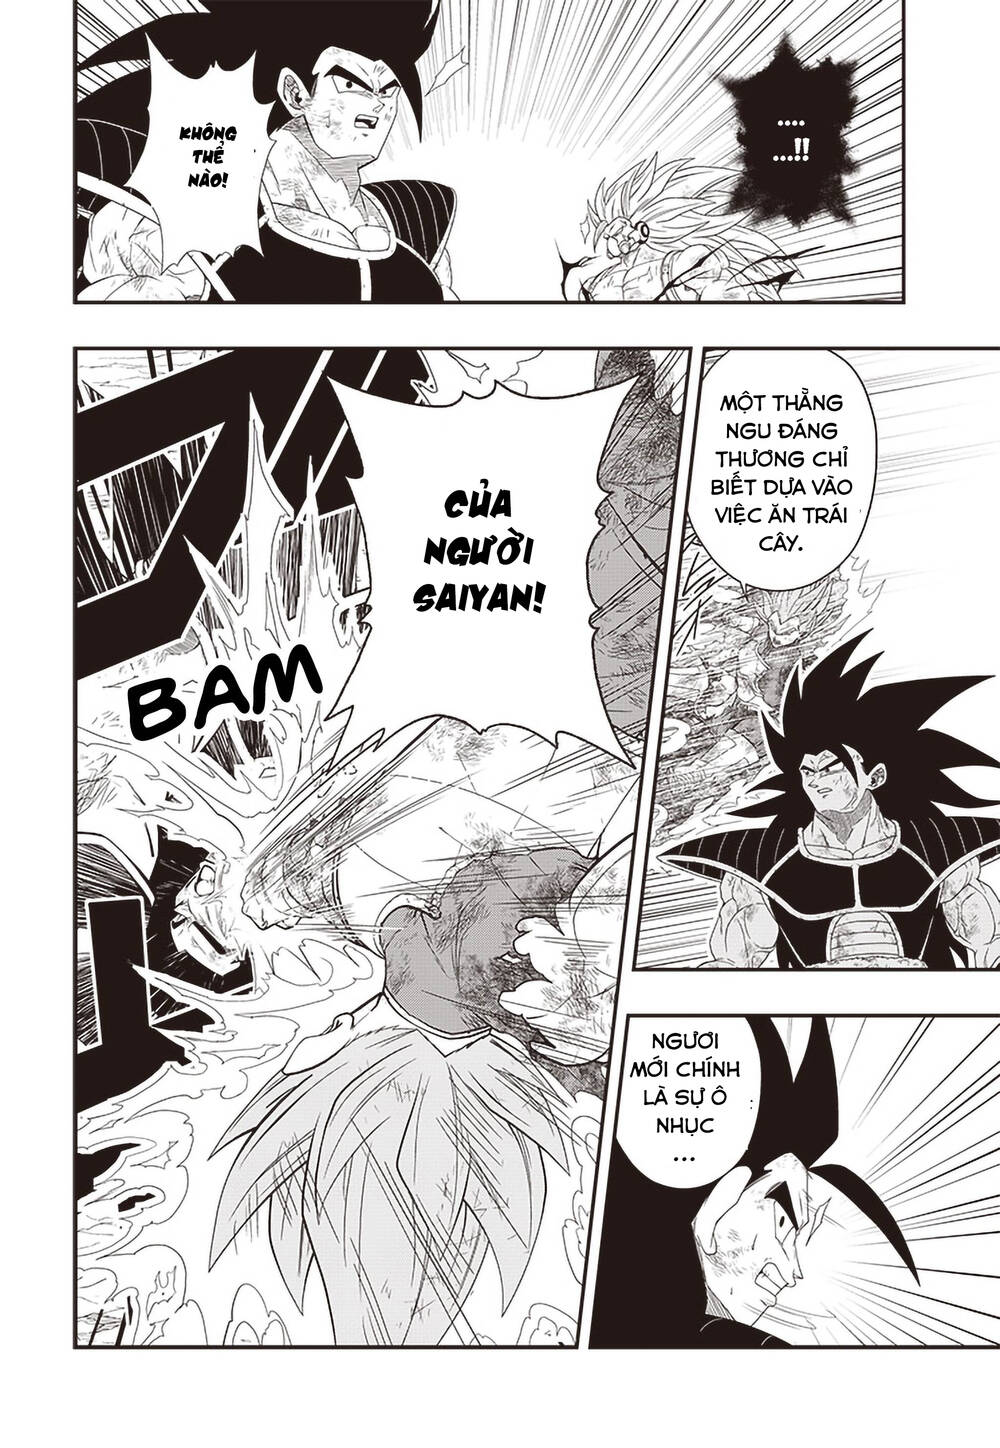 ....
...!!
KHÔNG
THỂ
NÀO!
MỘT THẰNG
NGU ĐÁNG
THƯƠNG CHỈ
BIẾT DỰA VÀO
VIỆC ĂN TRÁI
CÂY.
NGƯƠI
MỚI CHÍNH
LÀ SỰ Ô
NHỤC
...
CỦA
NGƯỜI
SAIYAN!
BAM